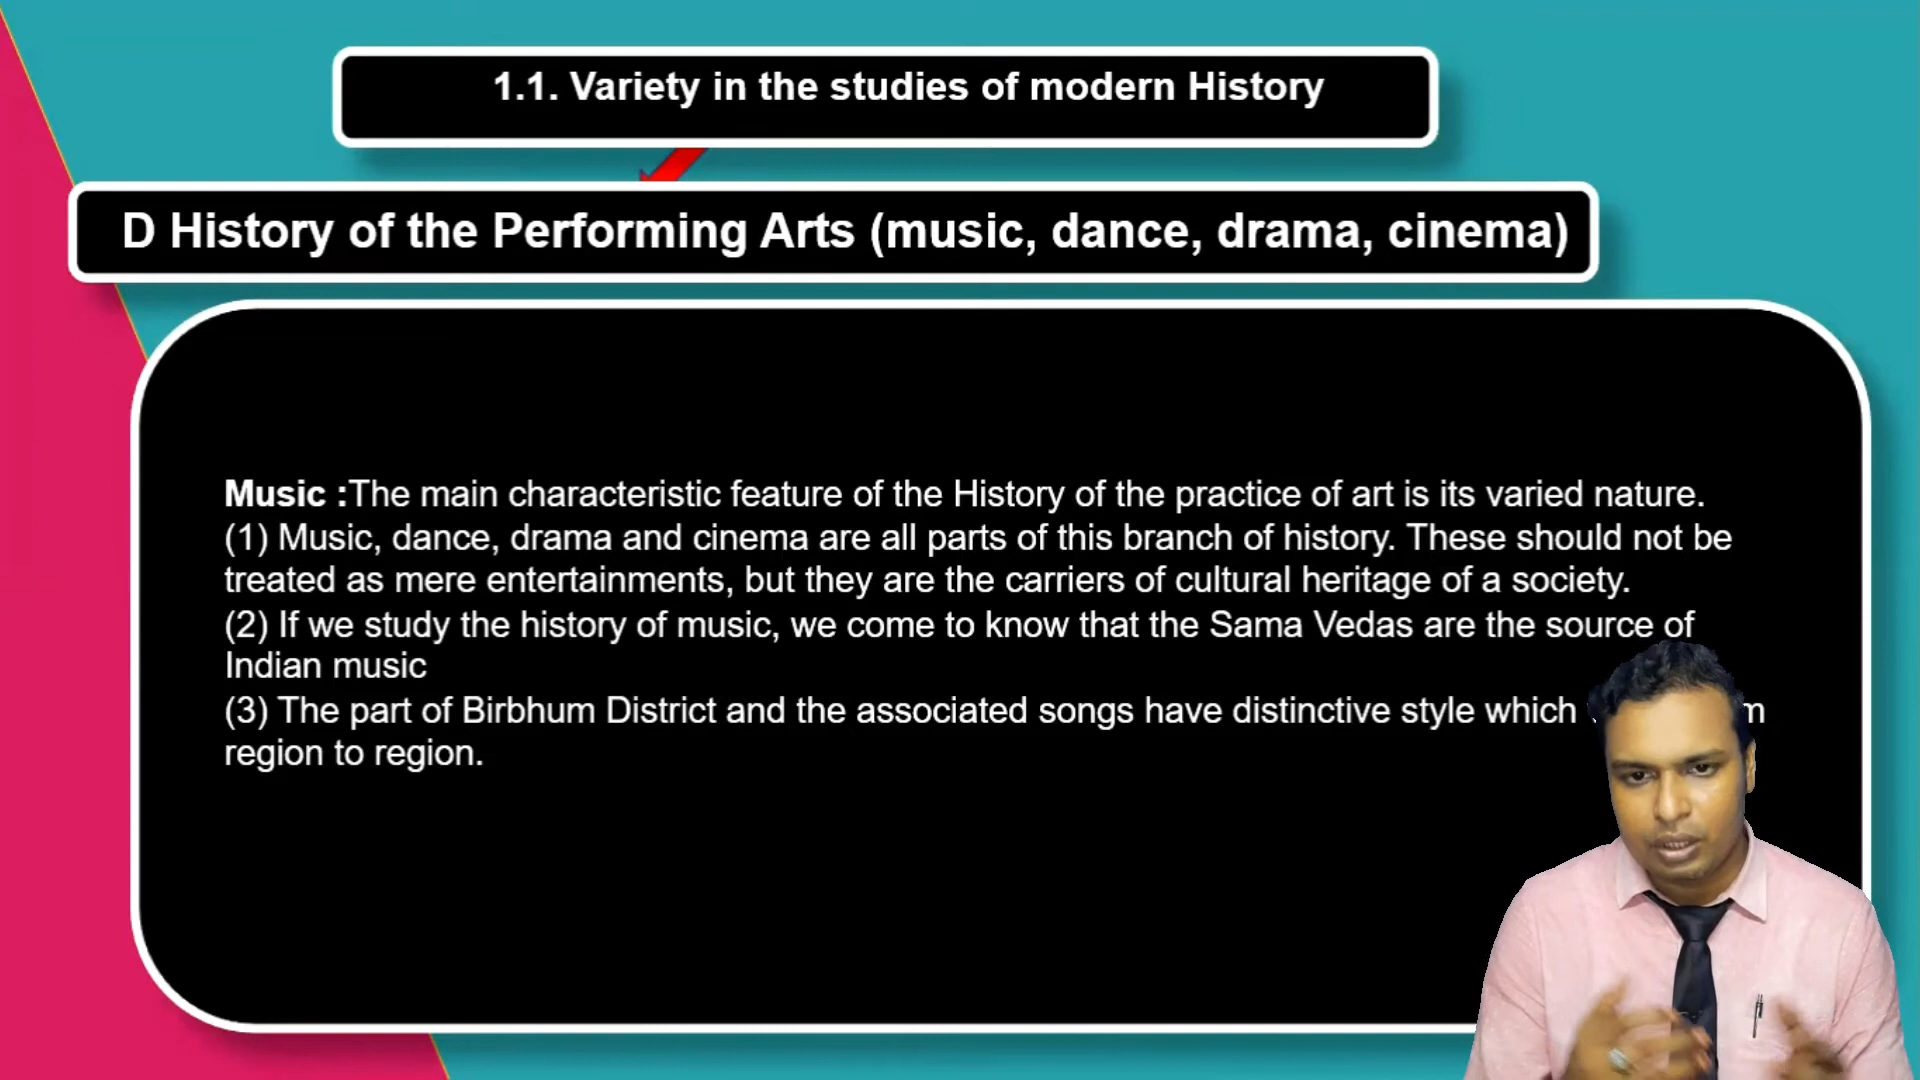 1.1. Variety in the studies of modern History
D History of the Performing Arts (music, dance, drama, cinema)
Music :The main characteristic feature of the History of the practice of art is its varied nature.
(1) Music, dance, drama and cinema are all parts of this branch of history. These should not be
treated as mere entertainments, but they are the carriers of cultural heritage of a society.
(2) If we study the history of music, we come to know that the Sama Vedas are the source of
Indian music
(3) The part of Birbhum District and the associated songs have distinctive style which
region to region.